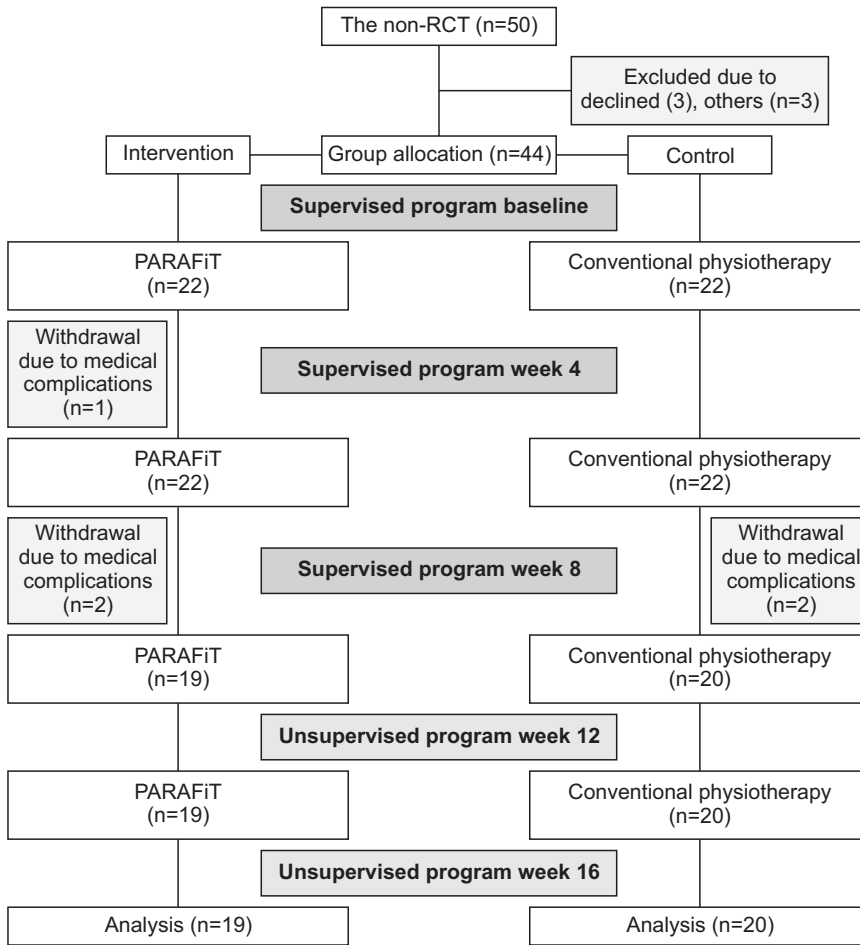 The non-RCT (n=50)
Excluded due to
declined (3), others (n=3)
Intervention
Group allocation (n=44)
Control
Supervised program baseline
PARAFiT
(n=22)
Conventional physiotherapy
(n=22)
Withdrawal
due to medical
complications
(n=1)
Supervised program week 4
PARAFiT
(n=22)
Conventional physiotherapy
(n=22)
Withdrawal
due to medical
complications
(n=2)
Supervised program week 8
Withdrawal
due to medical
complications
(n=2)
PARAFiT
(n=19)
Conventional physiotherapy
(n=20)
Unsupervised program week 12
PARAFiT
(n=19)
Conventional physiotherapy
(n=20)
Unsupervised program week 16
Analysis (n=19)
Analysis (n=20)